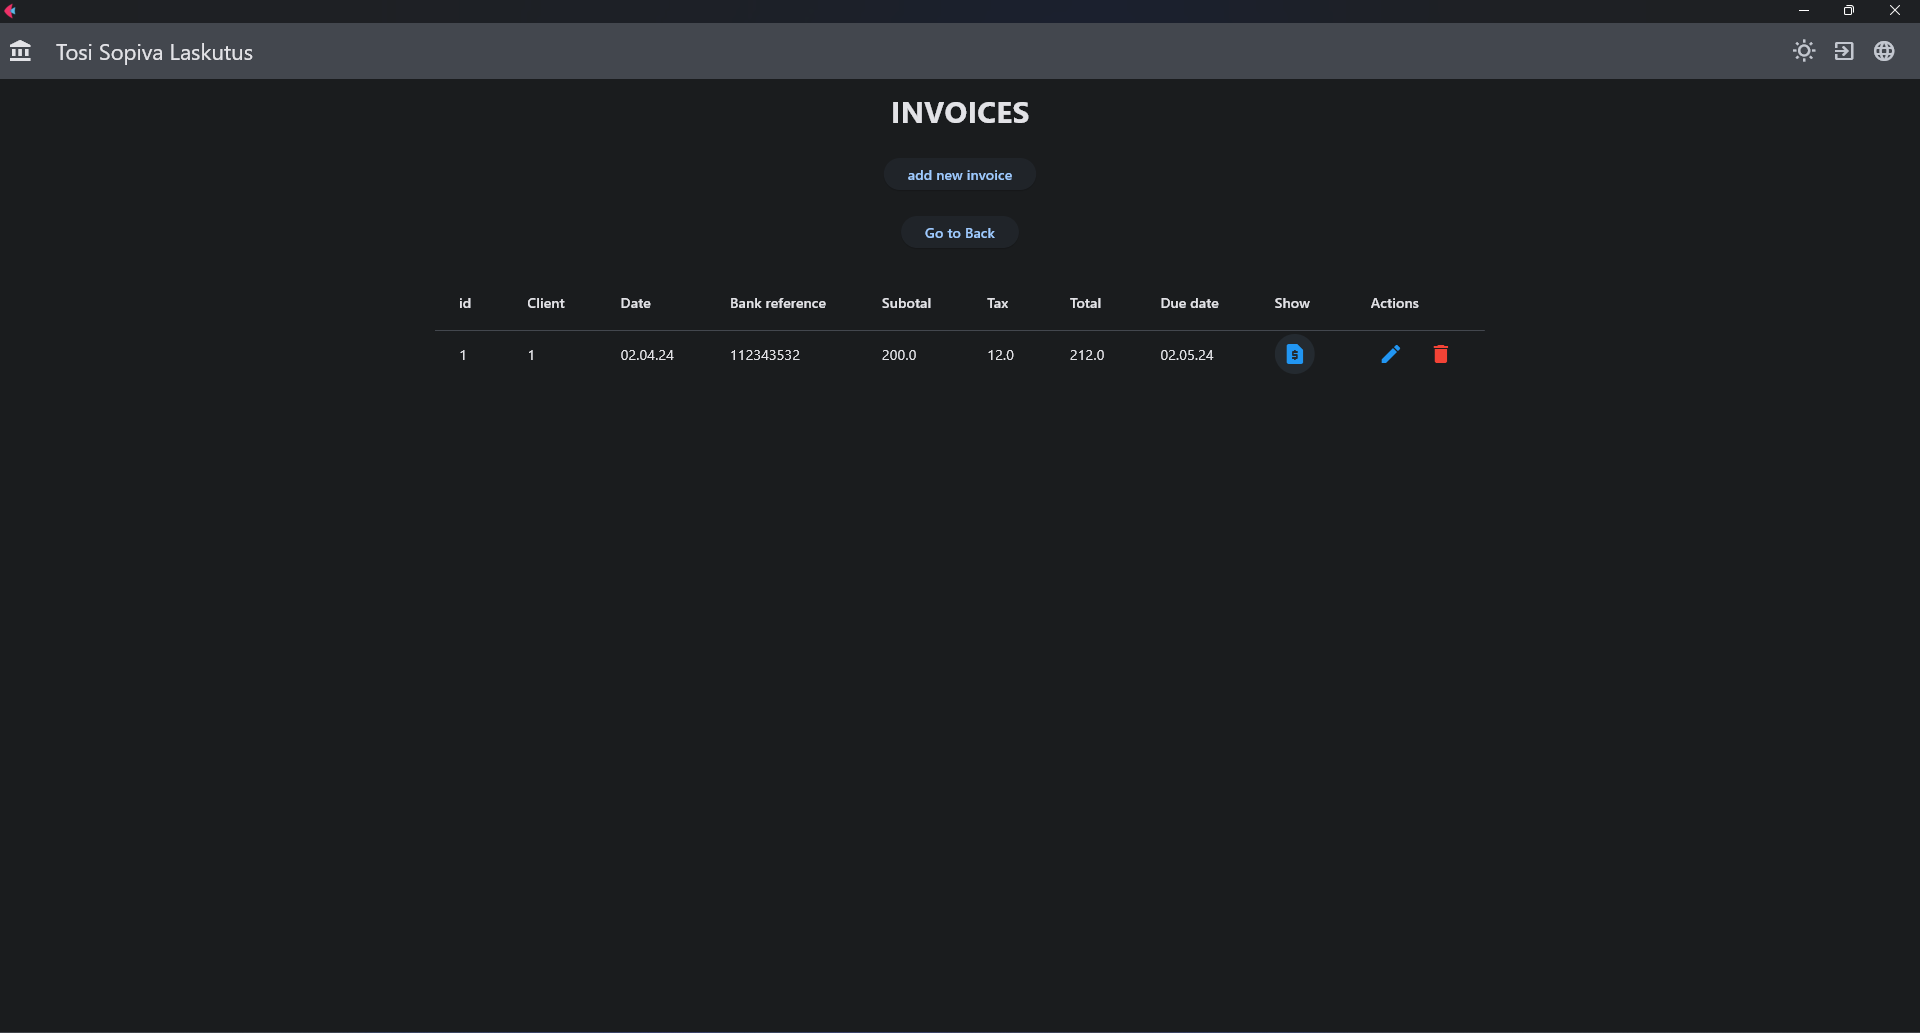 Tosi Sopiva Laskutus
INVOICES
add new invoice
Go to Back
id Client Date Bank reference Subotal Tax Total Due date Show Actions
1 1 02.04.24 112343532 200.0 12.0 212.0 02.05.24 $